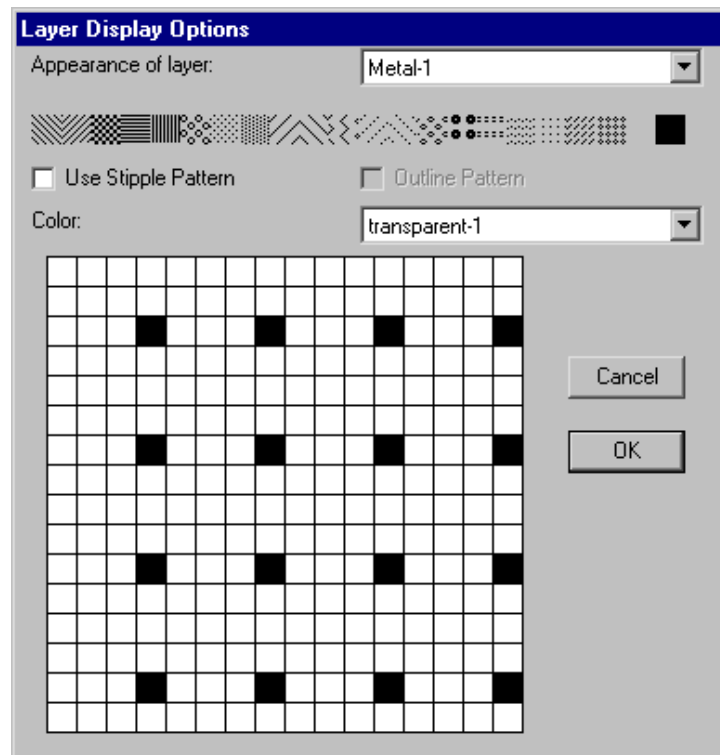 Layer Display Options
Appearance of layer: Metal-1
Use Stipple Pattern Outline Pattern
Color: transparent-1
Cancel
OK